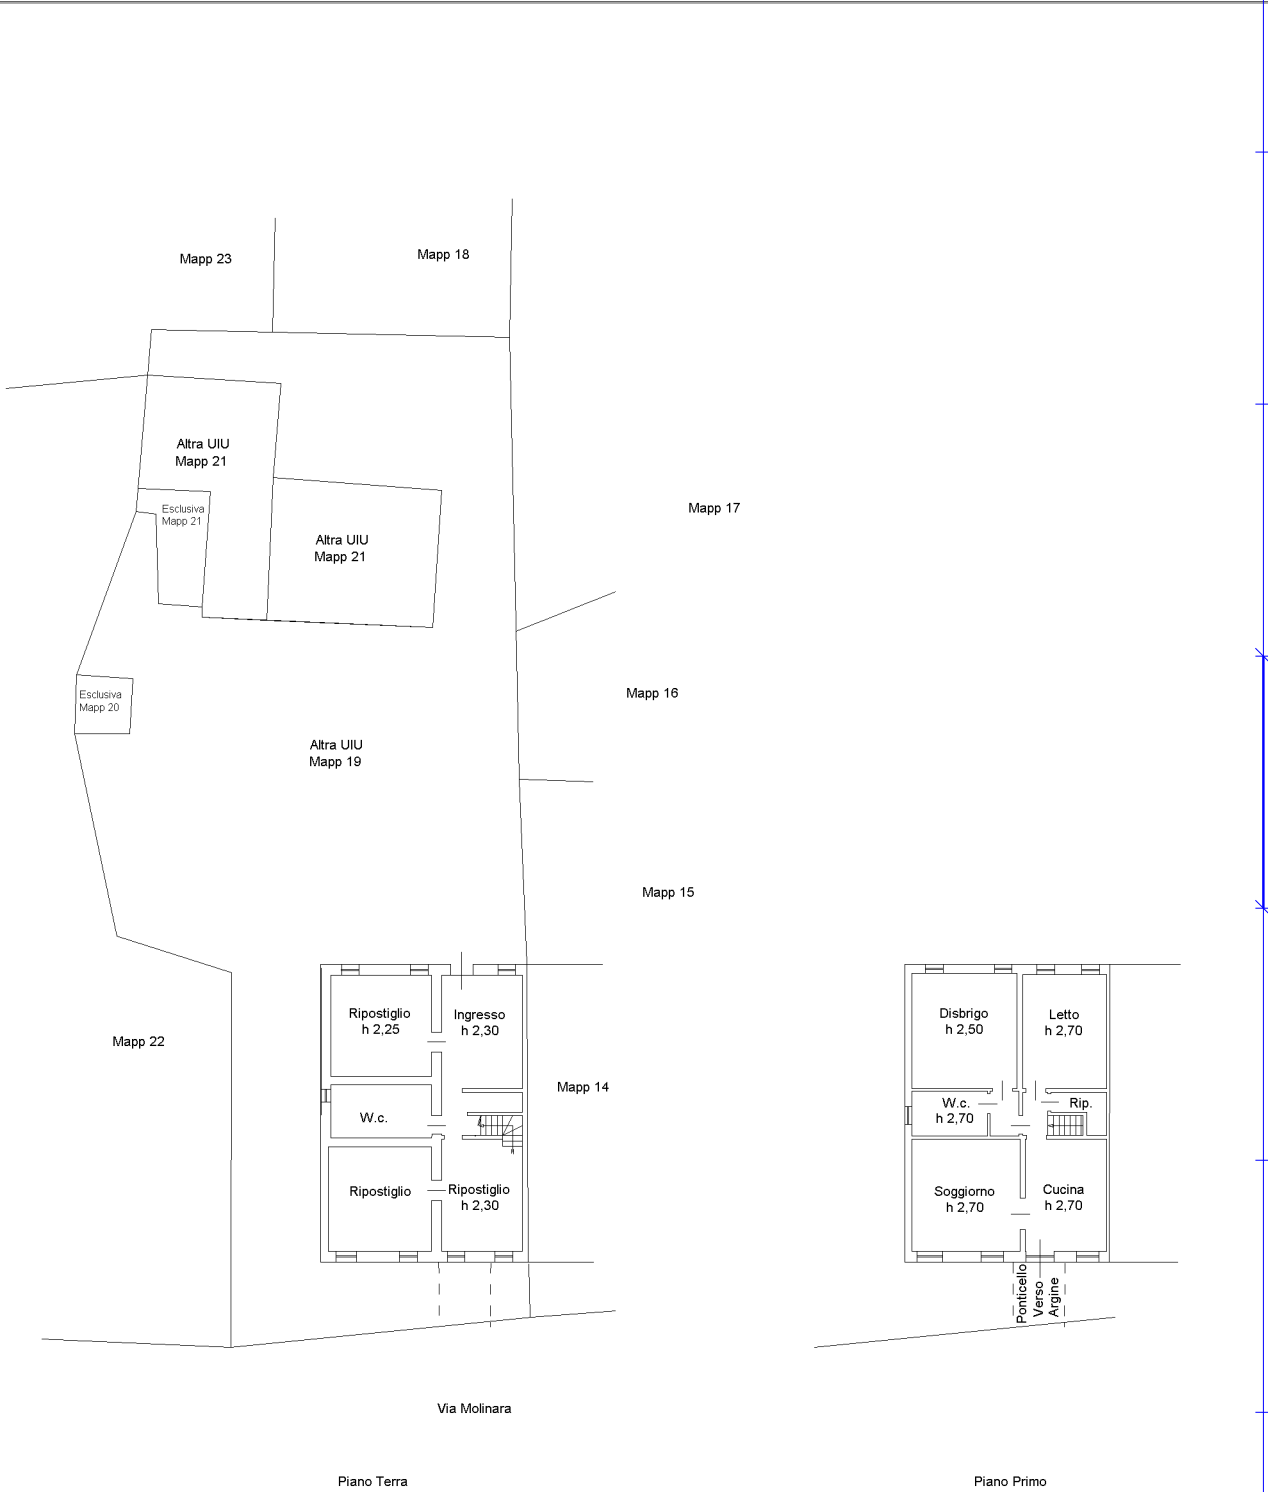 Mapp 23
Mapp 18
Altra UIU
Mapp 21
Esclusiva
Mapp 21
Altra UIU
Mapp 21
Mapp 17
Esclusiva
Mapp 20
Mapp 16
Altra UIU
Mapp 19
Mapp 15
Mapp 22
Ripostiglio
h 2,25
Ingresso
h 2,30
Mapp 14
W.c.
Ripostiglio
Ripostiglio
h 2,30
Disbrigo
h 2,50
Letto
h 2,70
W.c.
h 2,70
Rip.
Soggiorno
h 2,70
Cucina
h 2,70
Ponticello
Verso
Argine
Via Molinara
Piano Terra
Piano Primo